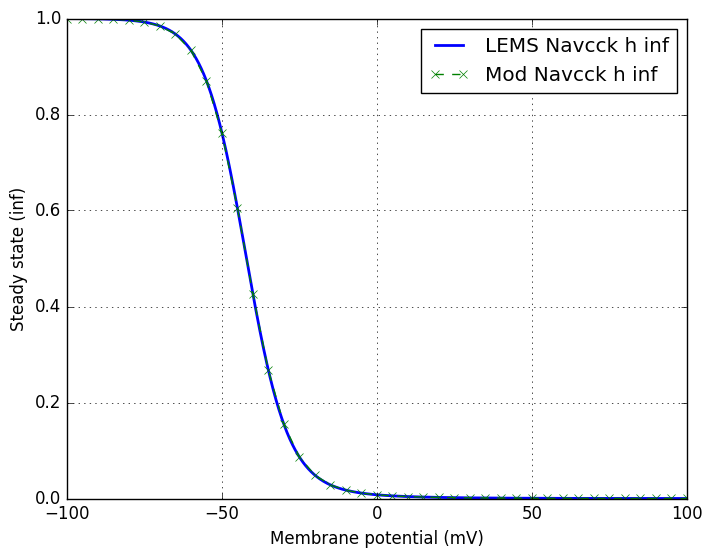 LEMS Navcck h inf
Mod Navcck h inf
1.0
0.8
0.6
0.4
0.2
0.0
Steady state (inf)
−100
−50
0
50
100
Membrane potential (mV)